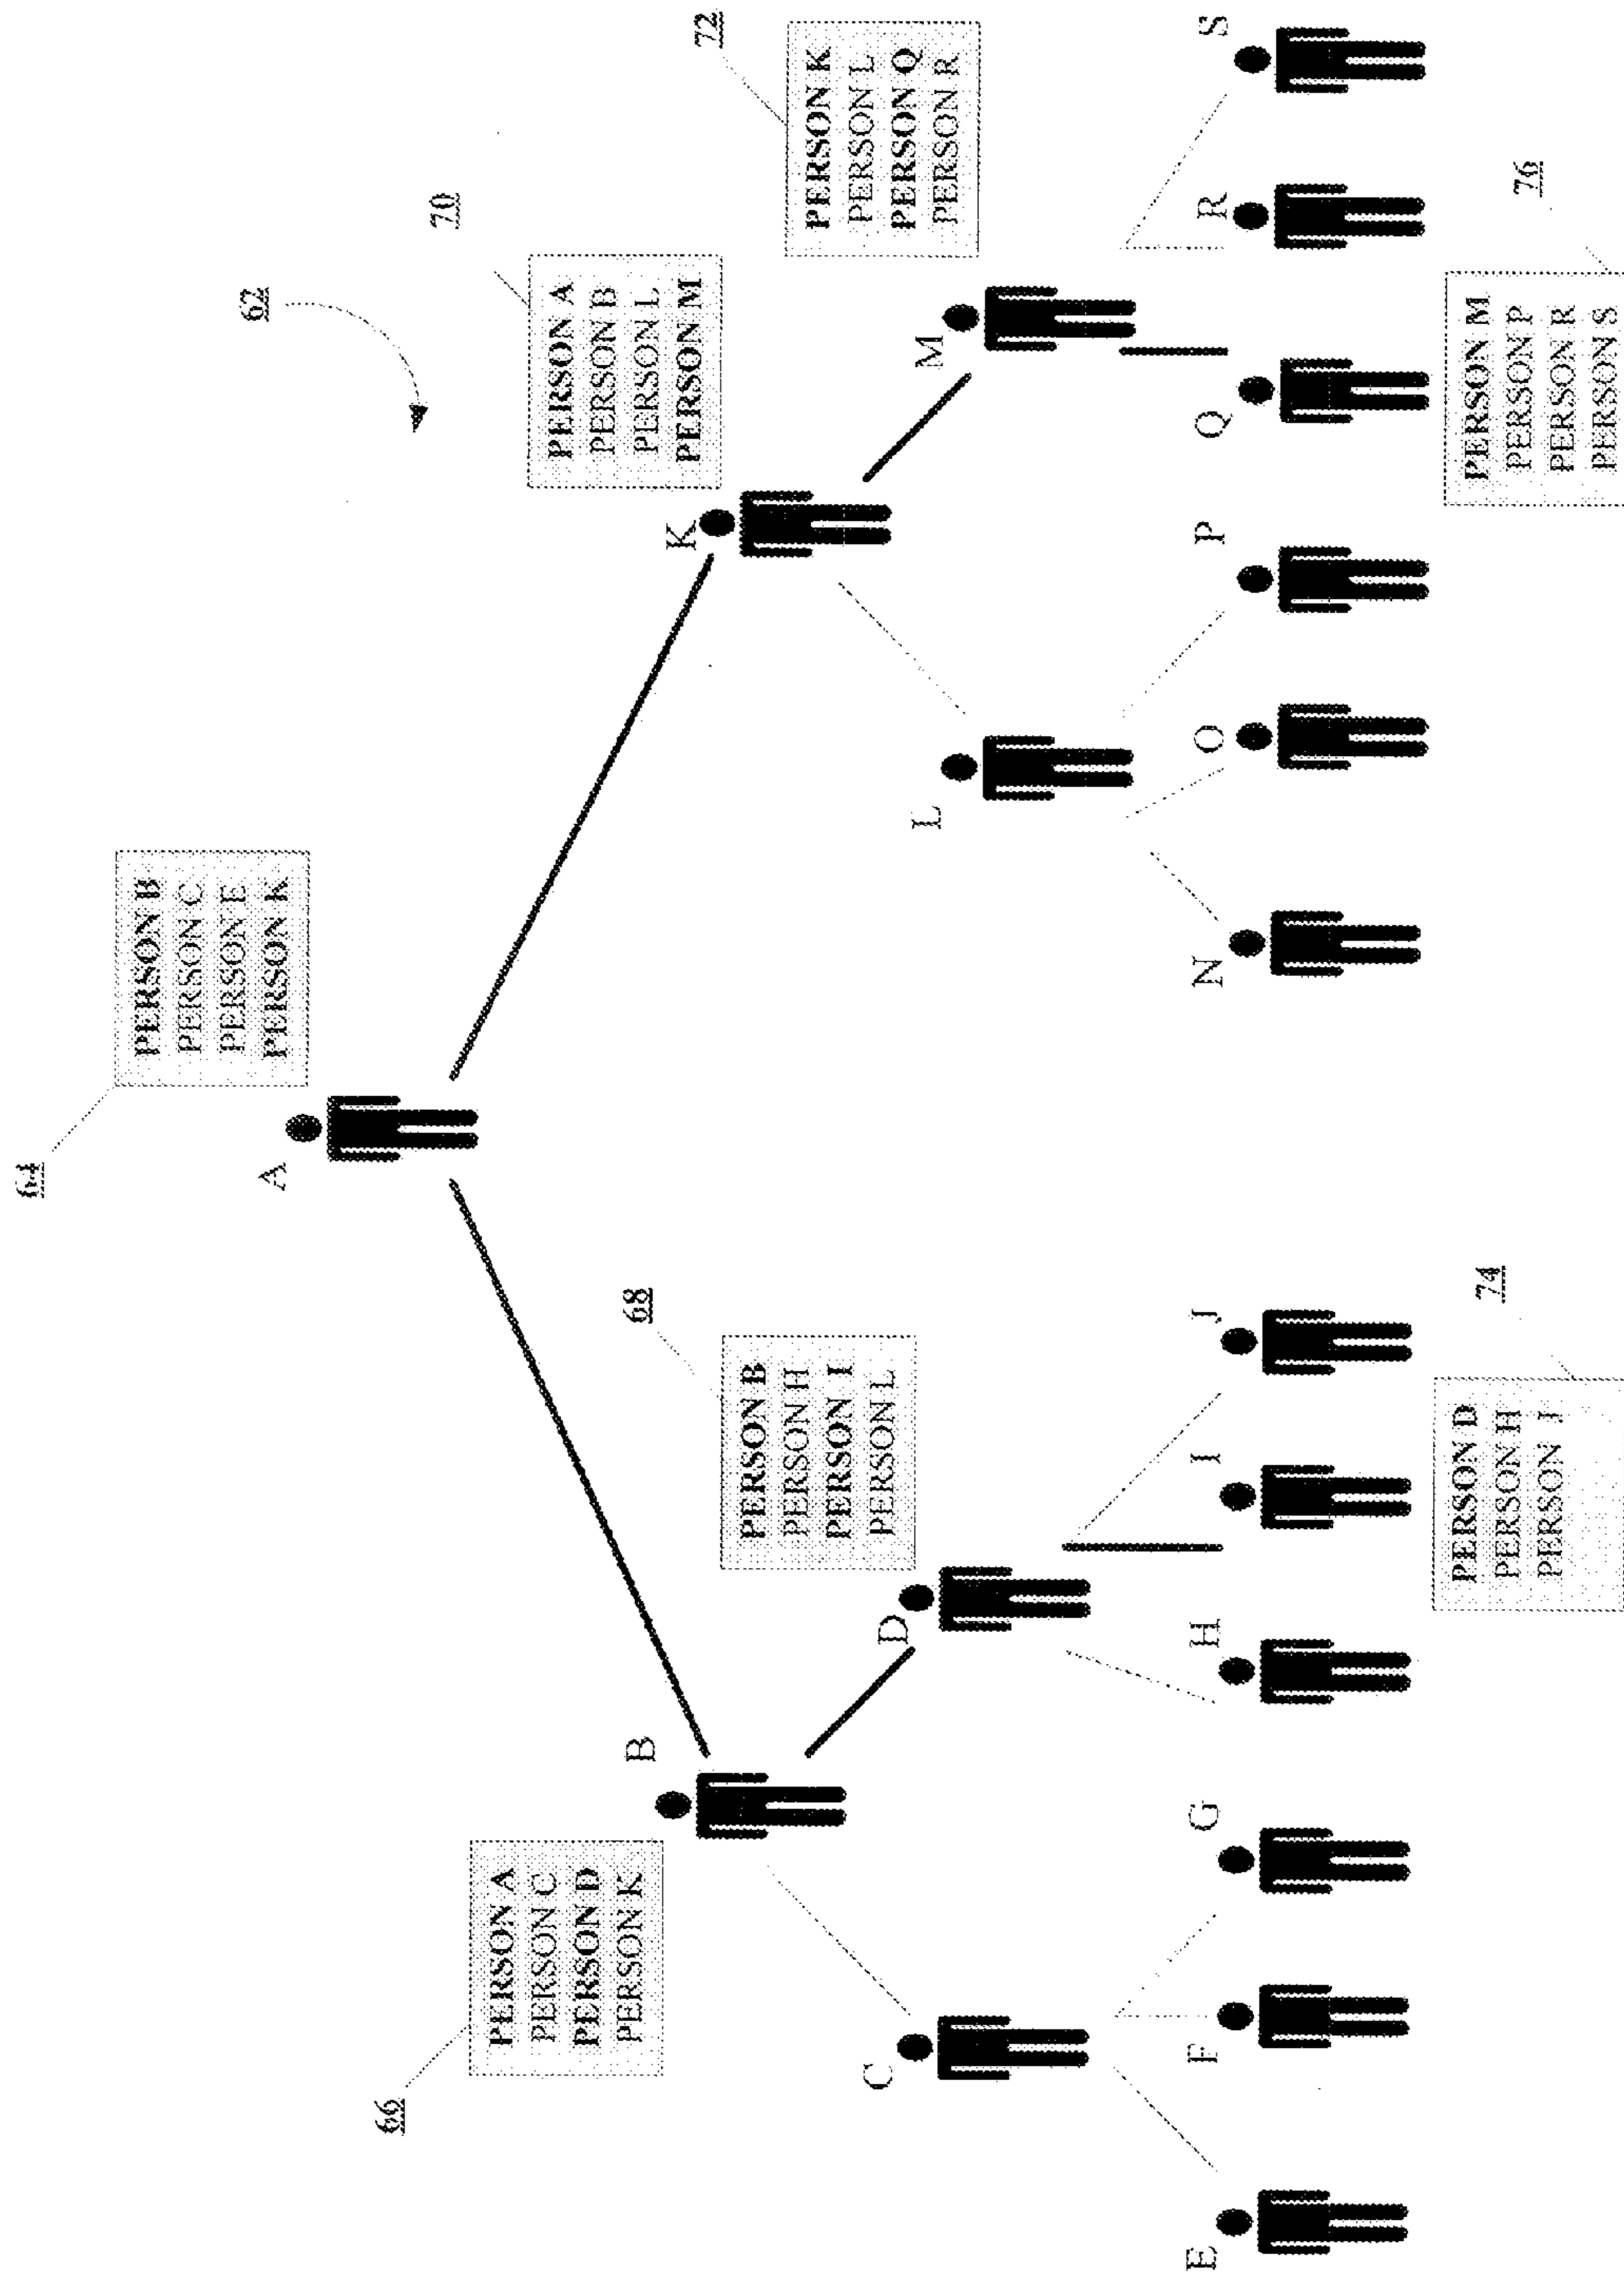 62
64
PERSON B
PERSON C
PERSON E
PERSON K
A
66
PERSON A
PERSON C
PERSON D
PERSON K
B
70
PERSON A
PERSON B
PERSON L
PERSON M
K
68
PERSON B
PERSON H
PERSON I
PERSON L
72
PERSON K
PERSON L
PERSON Q
PERSON R
C
D
L
M
E
F
G
H
I
J
N
O
P
Q
R
S
74
PERSON D
PERSON H
PERSON J
76
PERSON M
PERSON P
PERSON R
PERSON S